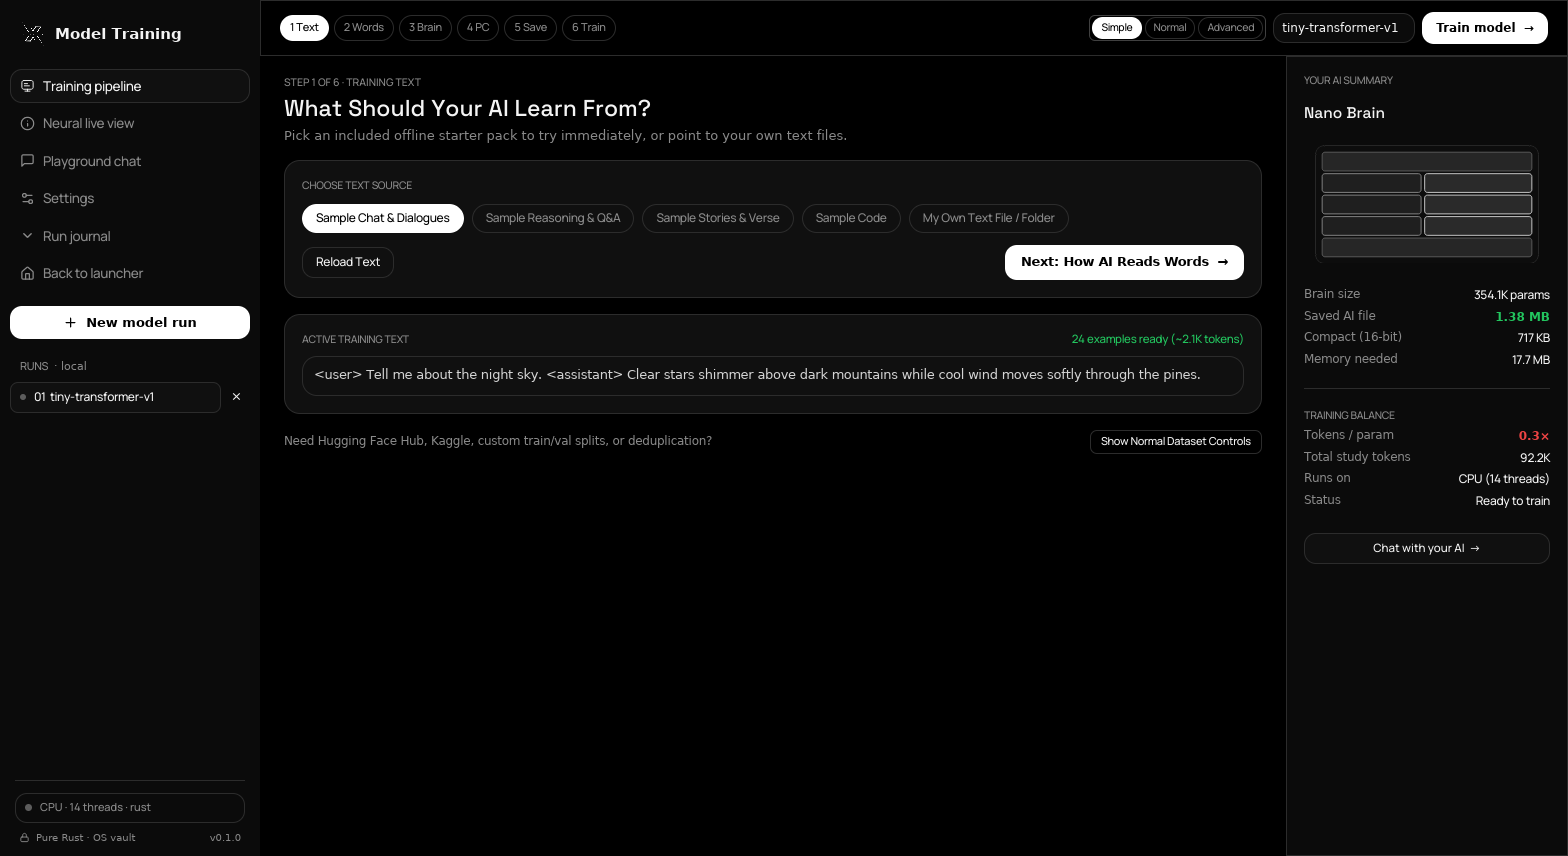 Model Training
Training pipeline
Neural live view
Playground chat
Settings
Run journal
Back to launcher
+ New model run
RUNS · local
01 tiny-transformer-v1 ×
CPU · 14 threads · rust
Pure Rust · OS vault v0.1.0
1 Text 2 Words 3 Brain 4 PC 5 Save 6 Train
Simple Normal Advanced tiny-transformer-v1 Train model →
STEP 1 OF 6 · TRAINING TEXT
What Should Your AI Learn From?
Pick an included offline starter pack to try immediately, or point to your own text files.
CHOOSE TEXT SOURCE
Sample Chat & Dialogues Sample Reasoning & Q&A Sample Stories & Verse Sample Code My Own Text File / Folder
Reload Text Next: How AI Reads Words →
ACTIVE TRAINING TEXT 24 examples ready (~2.1K tokens)
<user> Tell me about the night sky. <assistant> Clear stars shimmer above dark mountains while cool wind moves softly through the pines.
Need Hugging Face Hub, Kaggle, custom train/val splits, or deduplication? Show Normal Dataset Controls
YOUR AI SUMMARY
Nano Brain
Brain size 354.1K params
Saved AI file 1.38 MB
Compact (16-bit) 717 KB
Memory needed 17.7 MB
TRAINING BALANCE
Tokens / param 0.3×
Total study tokens 92.2K
Runs on CPU (14 threads)
Status Ready to train
Chat with your AI →